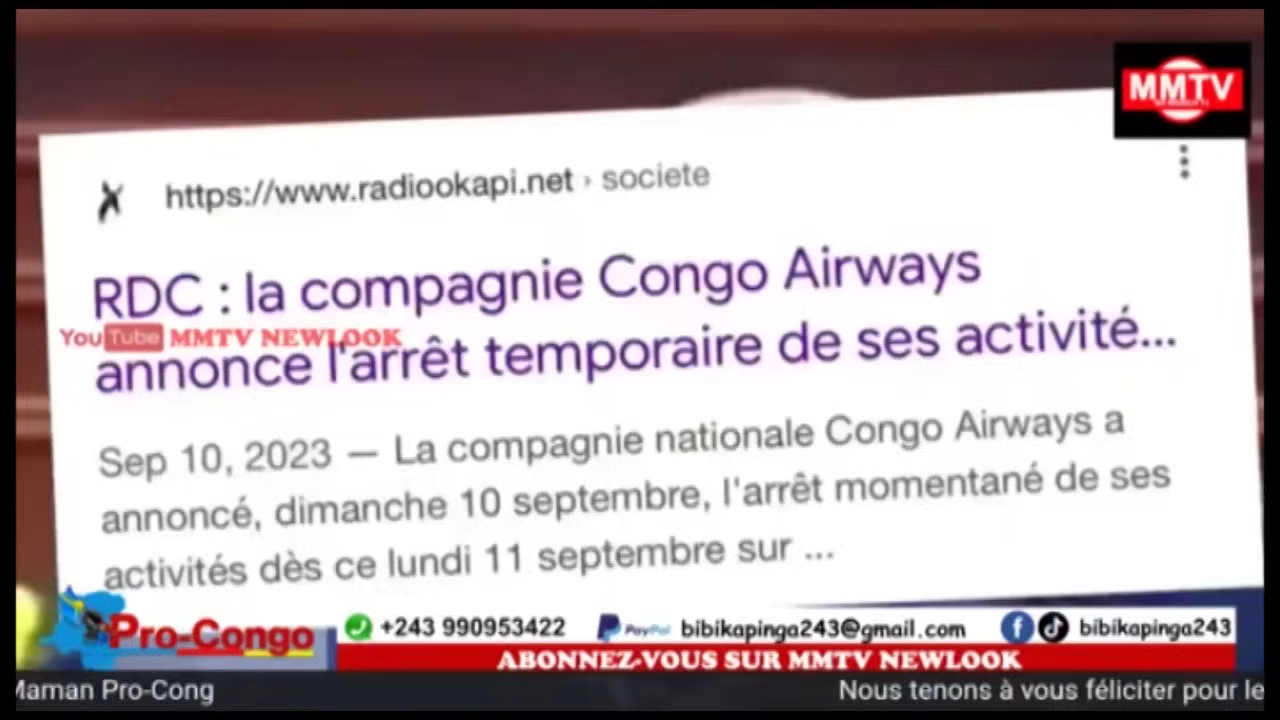 MMTV
https://www.radiookapi.net › societe
RDC : la compagnie Congo Airways
YouTube MMTV NEWLOOK
annonce l'arrêt temporaire de ses activité...
Sep 10, 2023 — La compagnie nationale Congo Airways a
annoncé, dimanche 10 septembre, l'arrêt momentané de ses
activités dès ce lundi 11 septembre sur ...
Pro-Congo
+243 990953422 PayPal bibikapinga243@gmail.com bibikapinga243
ABONNEZ-VOUS SUR MMTV NEWLOOK
Maman Pro-Cong Nous tenons à vous féliciter pour le